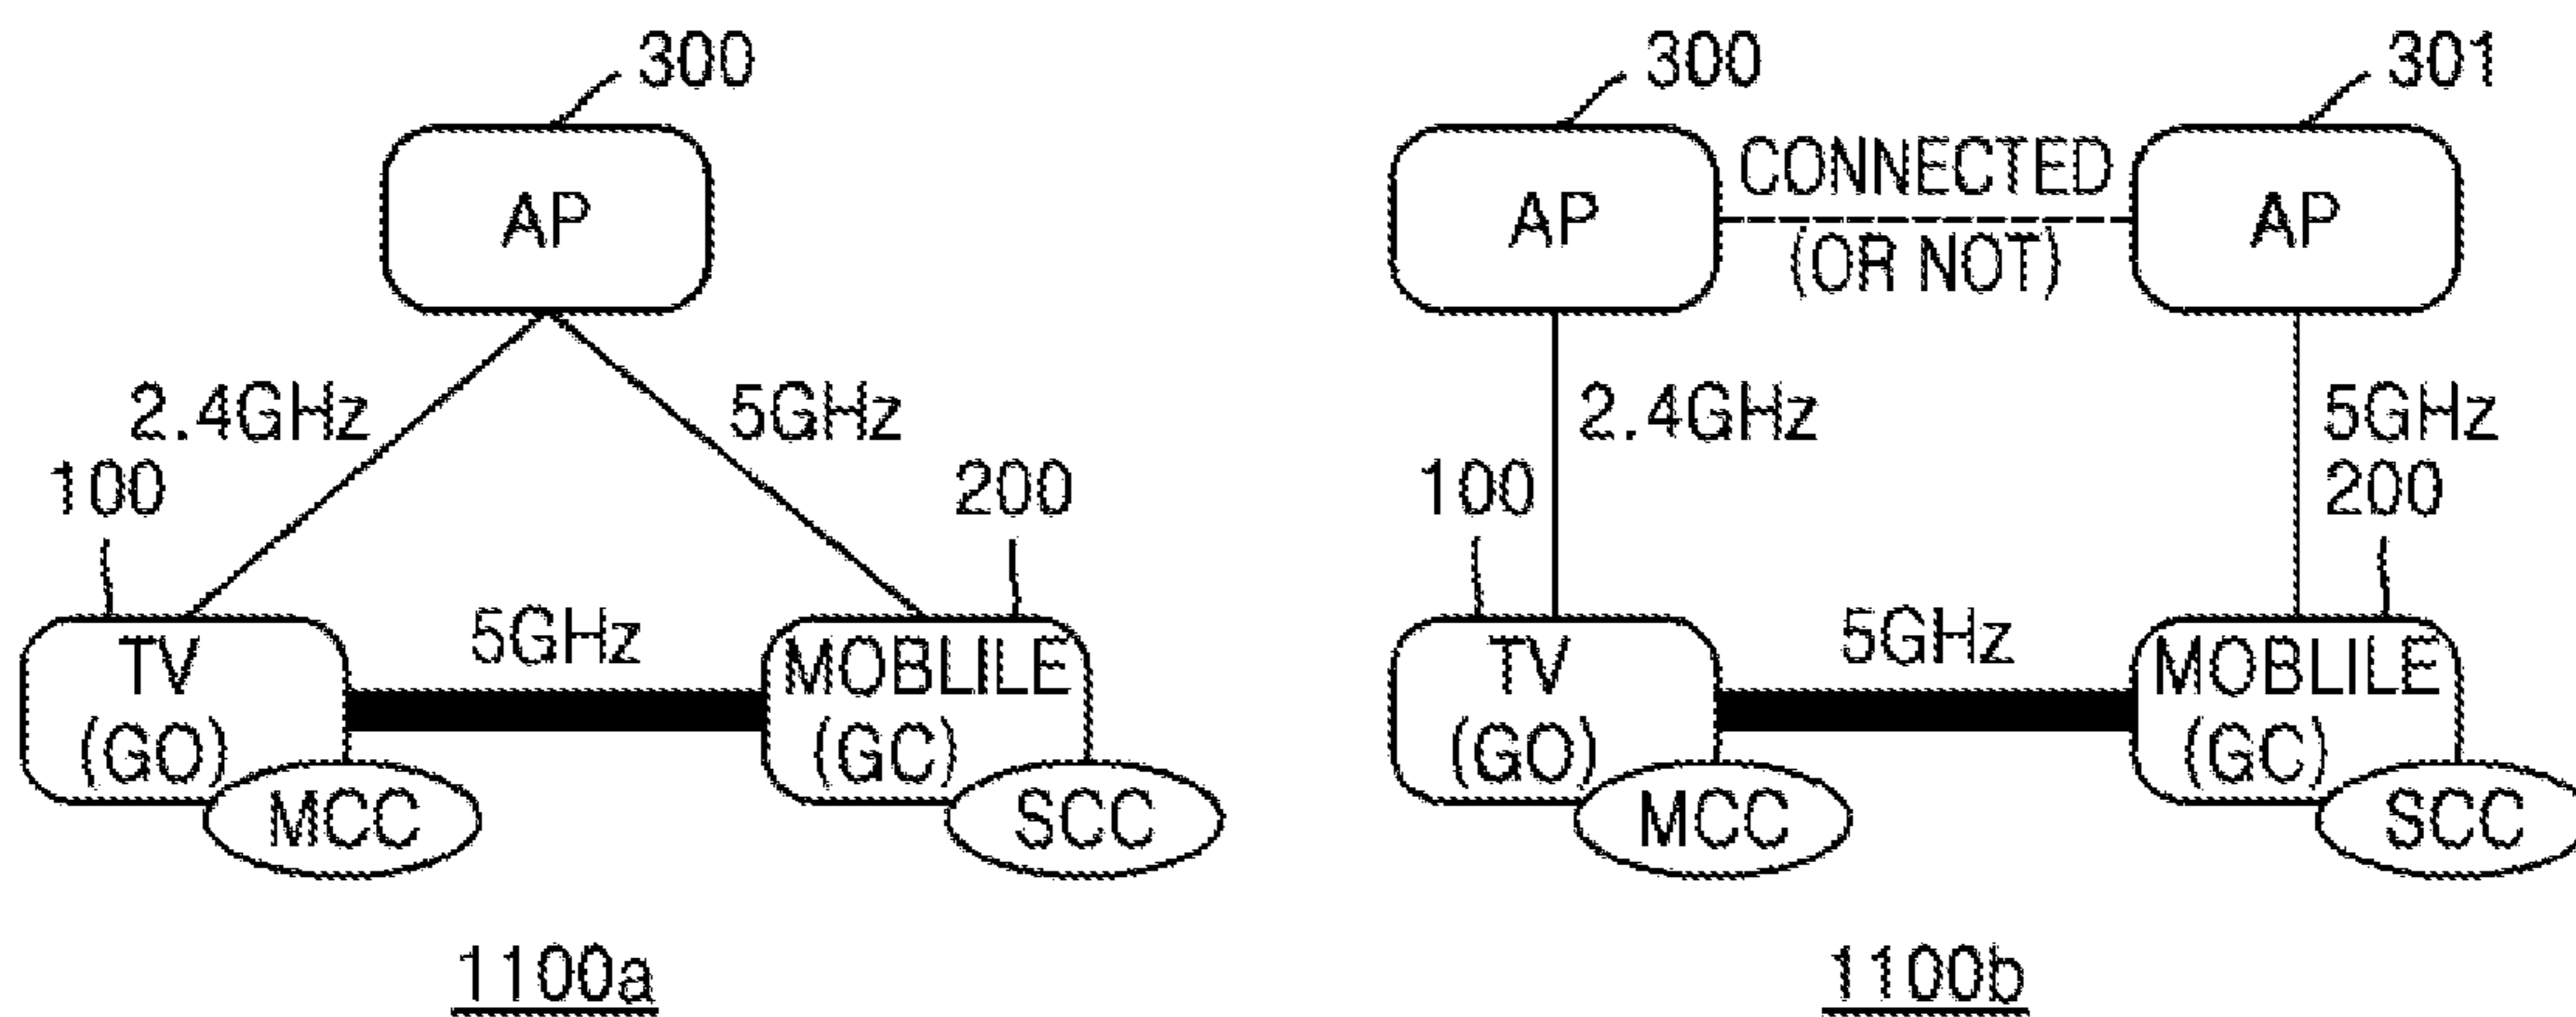 300
AP
2.4GHz
5GHz
100
200
TV
(GO)
5GHz
MOBLILE
(GC)
MCC
SCC
1100a
300
301
AP
CONNECTED
(OR NOT)
AP
2.4GHz
5GHz
100
200
TV
(GO)
5GHz
MOBLILE
(GC)
MCC
SCC
1100b